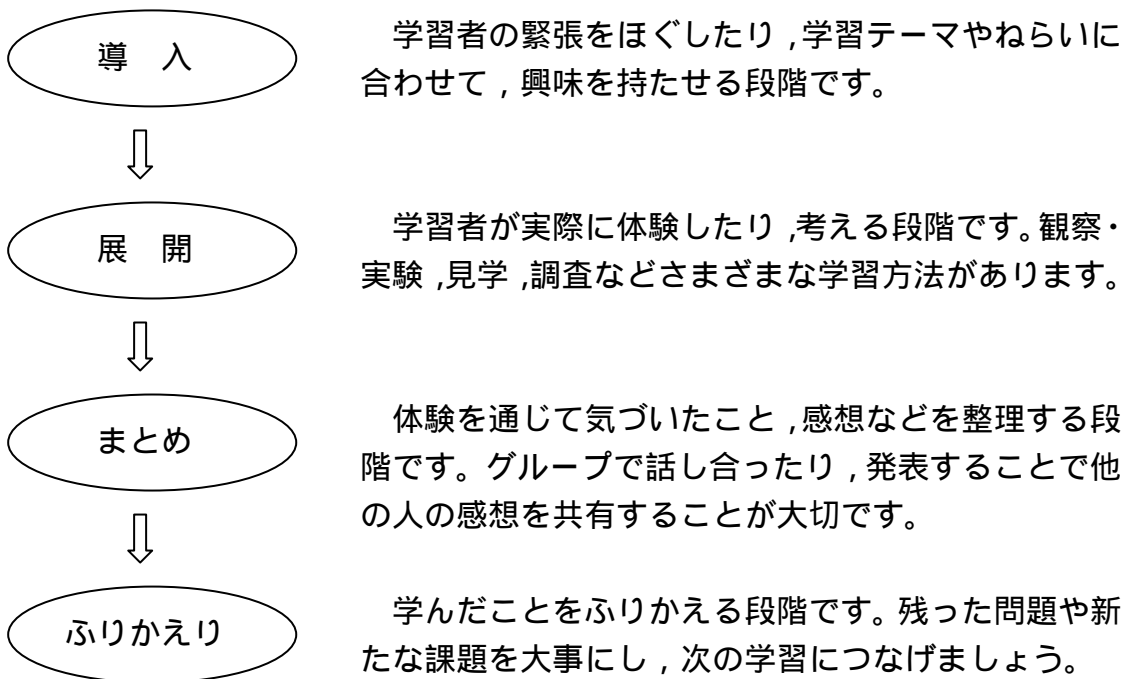 導　入
学習者の緊張をほぐしたり,学習テーマやねらいに
合わせて,興味を持たせる段階です。
展　開
学習者が実際に体験したり,考える段階です。観察・
実験,見学,調査などさまざまな学習方法があります。
まとめ
体験を通じて気づいたこと,感想などを整理する段
階です。グループで話し合ったり,発表することで他
の人の感想を共有することが大切です。
ふりかえり
学んだことをふりかえる段階です。残った問題や新
たな課題を大事にし,次の学習につなげましょう。